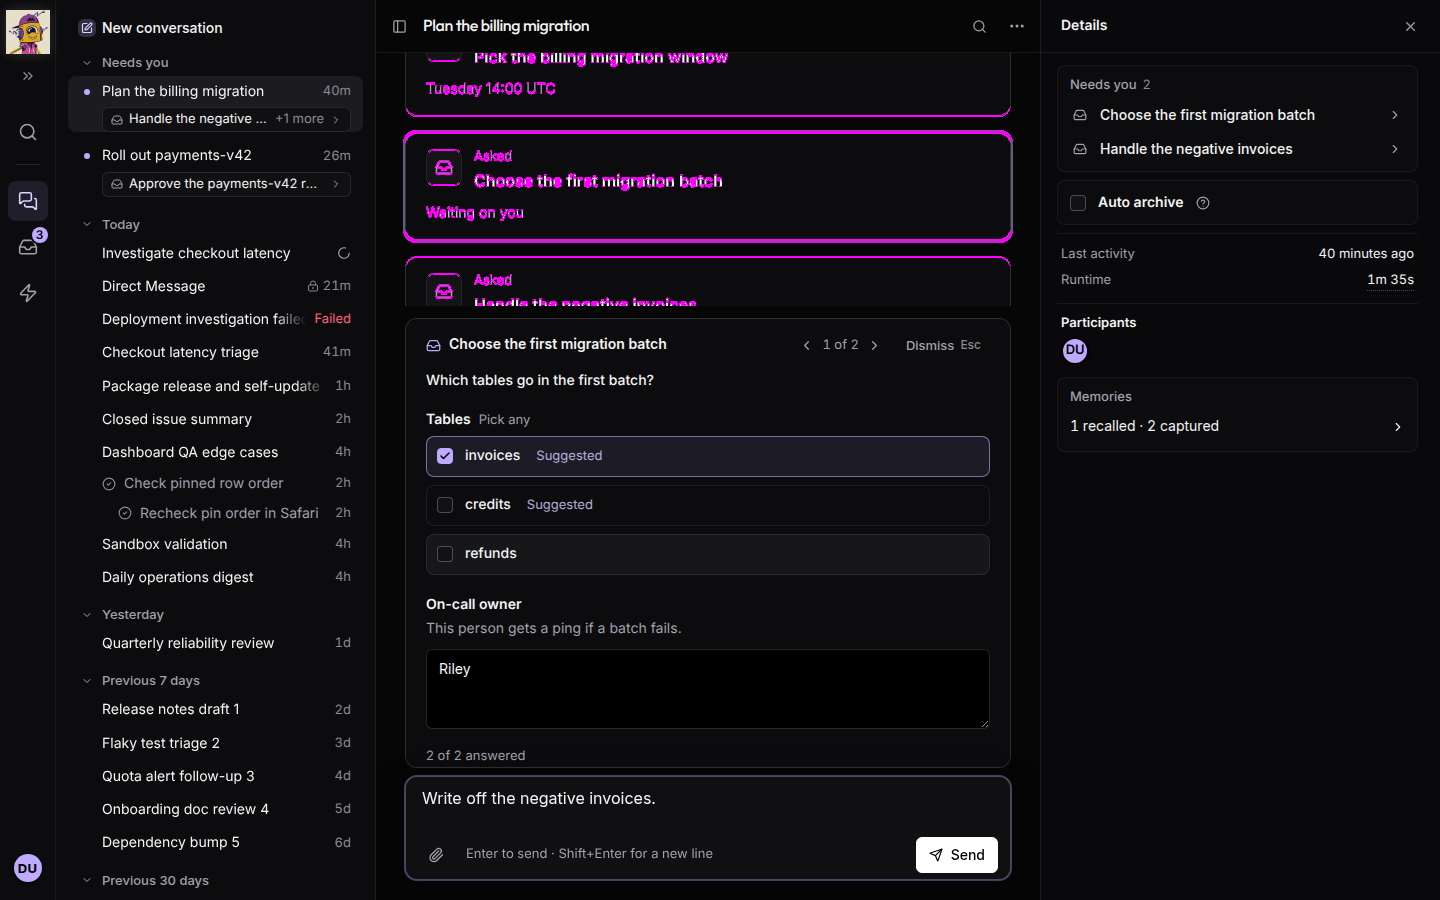 New conversation
Needs you
Plan the billing migration 40m
Handle the negative ... +1 more
Roll out payments-v42 26m
Approve the payments-v42 r...
3
Today
Investigate checkout latency
Direct Message 21m
Deployment investigation failed Failed
Checkout latency triage 41m
Package release and self-update 1h
Closed issue summary 2h
Dashboard QA edge cases 4h
Check pinned row order 2h
Recheck pin order in Safari 2h
Sandbox validation 4h
Daily operations digest 4h
Yesterday
Quarterly reliability review 1d
Previous 7 days
Release notes draft 1 2d
Flaky test triage 2 3d
Quota alert follow-up 3 4d
Onboarding doc review 4 5d
Dependency bump 5 6d
Previous 30 days
DU
Plan the billing migration
Pick the billing migration window
Tuesday 14:00 UTC
Asked
Choose the first migration batch
Waiting on you
Asked
Handle the negative invoices
Choose the first migration batch 1 of 2 Dismiss Esc
Which tables go in the first batch?
Tables Pick any
invoices Suggested
credits Suggested
refunds
On-call owner
This person gets a ping if a batch fails.
Riley
2 of 2 answered
Write off the negative invoices.
Enter to send · Shift+Enter for a new line
Send
Details
Needs you 2
Choose the first migration batch
Handle the negative invoices
Auto archive
Last activity 40 minutes ago
Runtime 1m 35s
Participants
DU
Memories
1 recalled · 2 captured